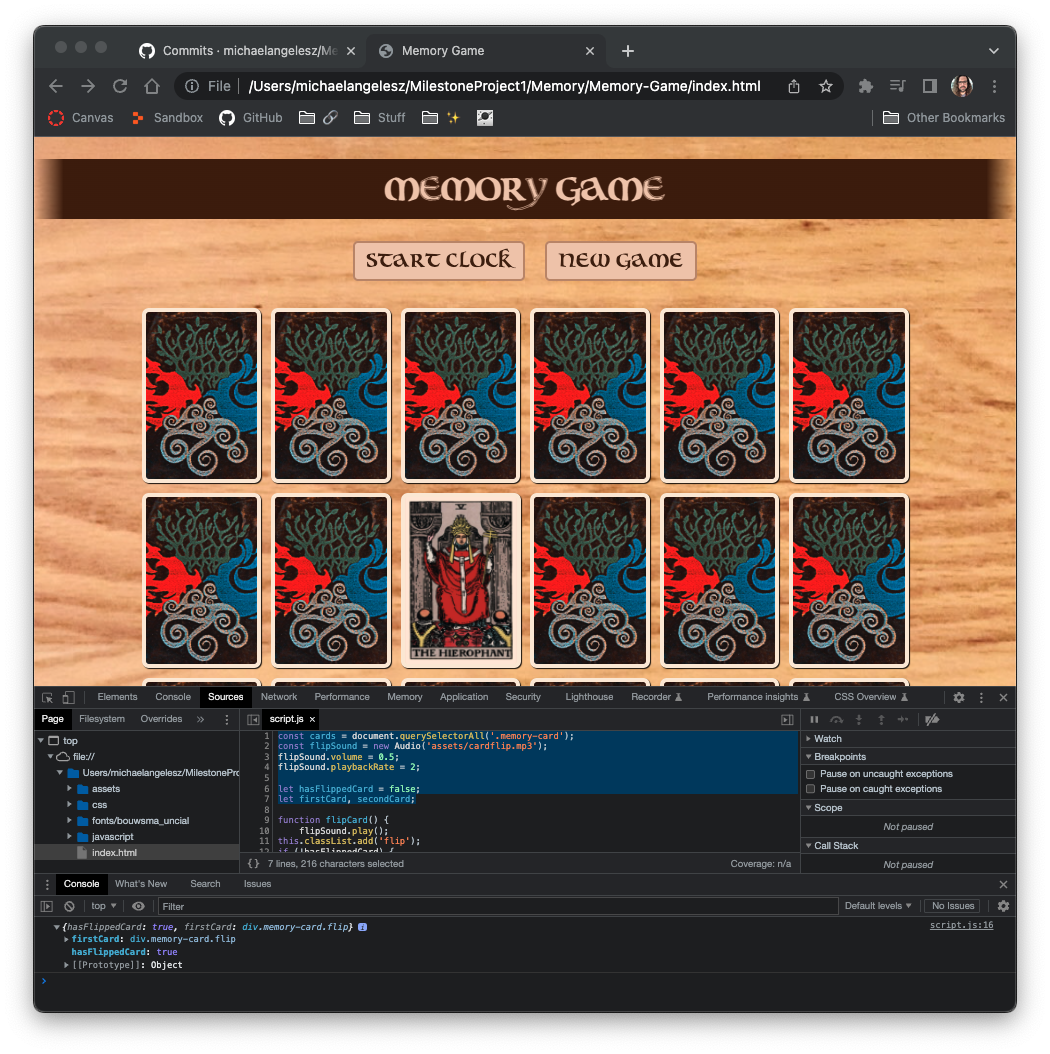 Commits · michaelangelesz/Me
Memory Game
File /Users/michaelangelesz/MilestoneProject1/Memory/Memory-Game/index.html
Canvas Sandbox GitHub Stuff Other Bookmarks
MEMORY GAME
START CLOCK NEW GAME
V
THE HIEROPHANT
Elements Console Sources Network Performance Memory Application Security Lighthouse Recorder Performance insights CSS Overview
Page Filesystem Overrides » script.js
top
file://
Users/michaelangelesz/MilestonePro
assets
css
fonts/bouwsma_uncial
javascript
index.html
1 const cards = document.querySelectorAll('.memory-card');
2 const flipSound = new Audio('assets/cardflip.mp3');
3 flipSound.volume = 0.5;
4 flipSound.playbackRate = 2;
5
6 let hasFlippedCard = false;
7 let firstCard, secondCard;
8
9 function flipCard() {
10 flipSound.play();
11 this.classList.add('flip');
12 if (!hasFlippedCard) {
{} 7 lines, 216 characters selected Coverage: n/a
Watch
Breakpoints
Pause on uncaught exceptions
Pause on caught exceptions
Scope
Not paused
Call Stack
Not paused
Console What's New Search Issues
top Filter Default levels No Issues
{hasFlippedCard: true, firstCard: div.memory-card.flip} i script.js:16
firstCard: div.memory-card.flip
hasFlippedCard: true
[[Prototype]]: Object